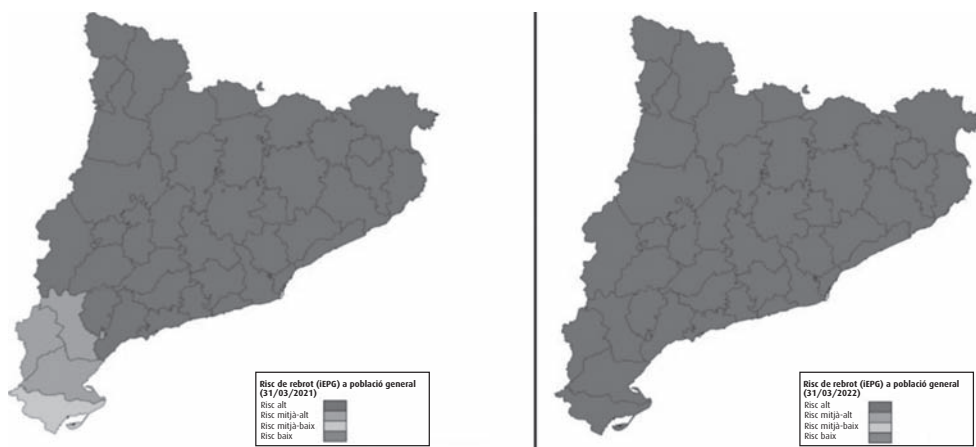 Risc de rebrot (iEPG) a població general
(31/03/2021)
Risc alt
Risc mitjà-alt
Risc mitjà-baix
Risc baix
Risc de rebrot (iEPG) a població general
(31/03/2022)
Risc alt
Risc mitjà-alt
Risc mitjà-baix
Risc baix